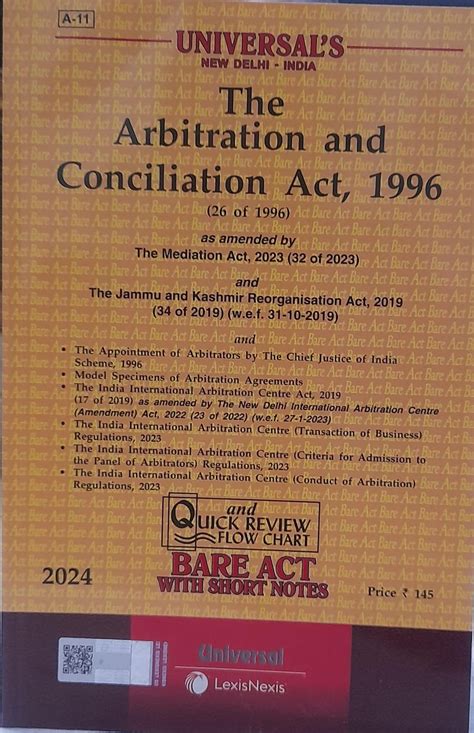 A-11
UNIVERSAL'S
NEW DELHI - INDIA
The
Arbitration and
Conciliation Act, 1996
(26 of 1996)
as amended by
The Mediation Act, 2023 (32 of 2023)
and
The Jammu and Kashmir Reorganisation Act, 2019
(34 of 2019) (w.e.f. 31-10-2019)
and
• The Appointment of Arbitrators by The Chief Justice of India
Scheme, 1996
• Model Specimens of Arbitration Agreements
• The India International Arbitration Centre Act, 2019
(17 of 2019) as amended by The New Delhi International Arbitration Centre
(Amendment) Act, 2022 (23 of 2022) (w.e.f. 27-1-2023)
• The India International Arbitration Centre (Transaction of Business)
Regulations, 2023
• The India International Arbitration Centre (Criteria for Admission to
the Panel of Arbitrators) Regulations, 2023
• The India International Arbitration Centre (Conduct of Arbitration)
Regulations, 2023
and
QUICK REVIEW
FLOW CHART
BARE ACT
WITH SHORT NOTES
2024
Price ₹ 145
Universal
LexisNexis